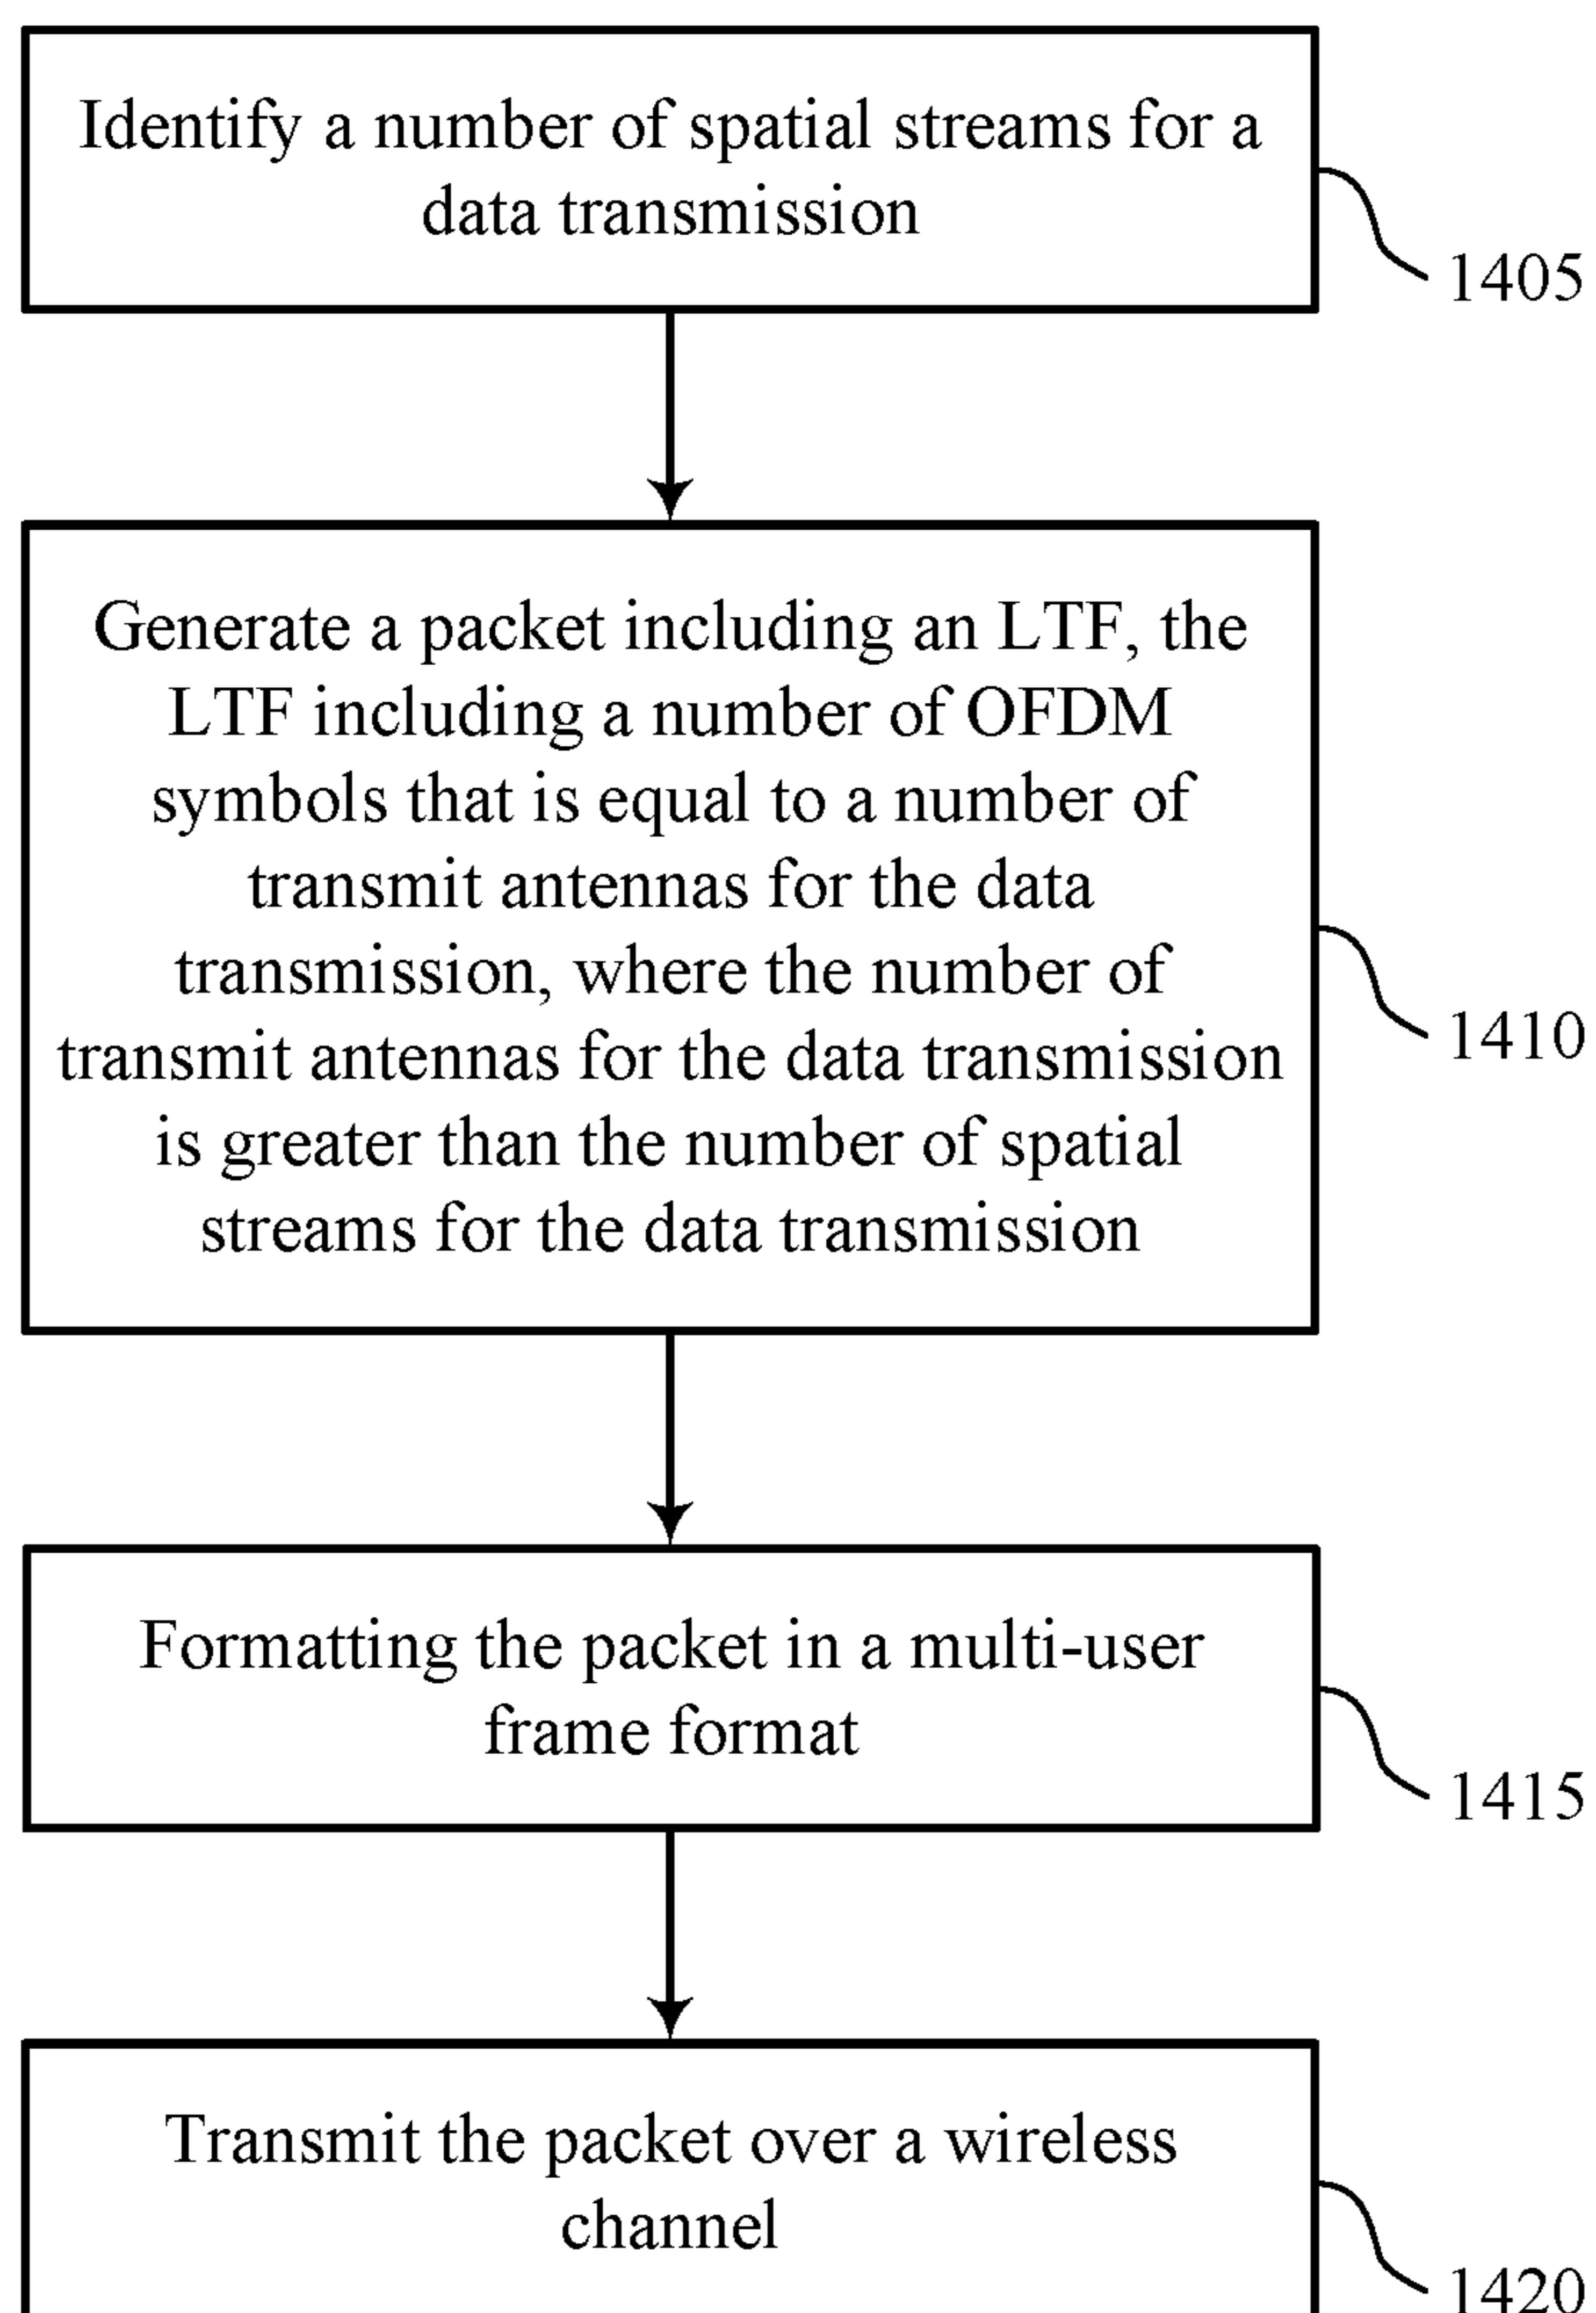 Identify a number of spatial streams for a
data transmission
1405
Generate a packet including an LTF, the
LTF including a number of OFDM
symbols that is equal to a number of
transmit antennas for the data
transmission, where the number of
transmit antennas for the data transmission
is greater than the number of spatial
streams for the data transmission
1410
Formatting the packet in a multi-user
frame format
1415
Transmit the packet over a wireless
channel
1420